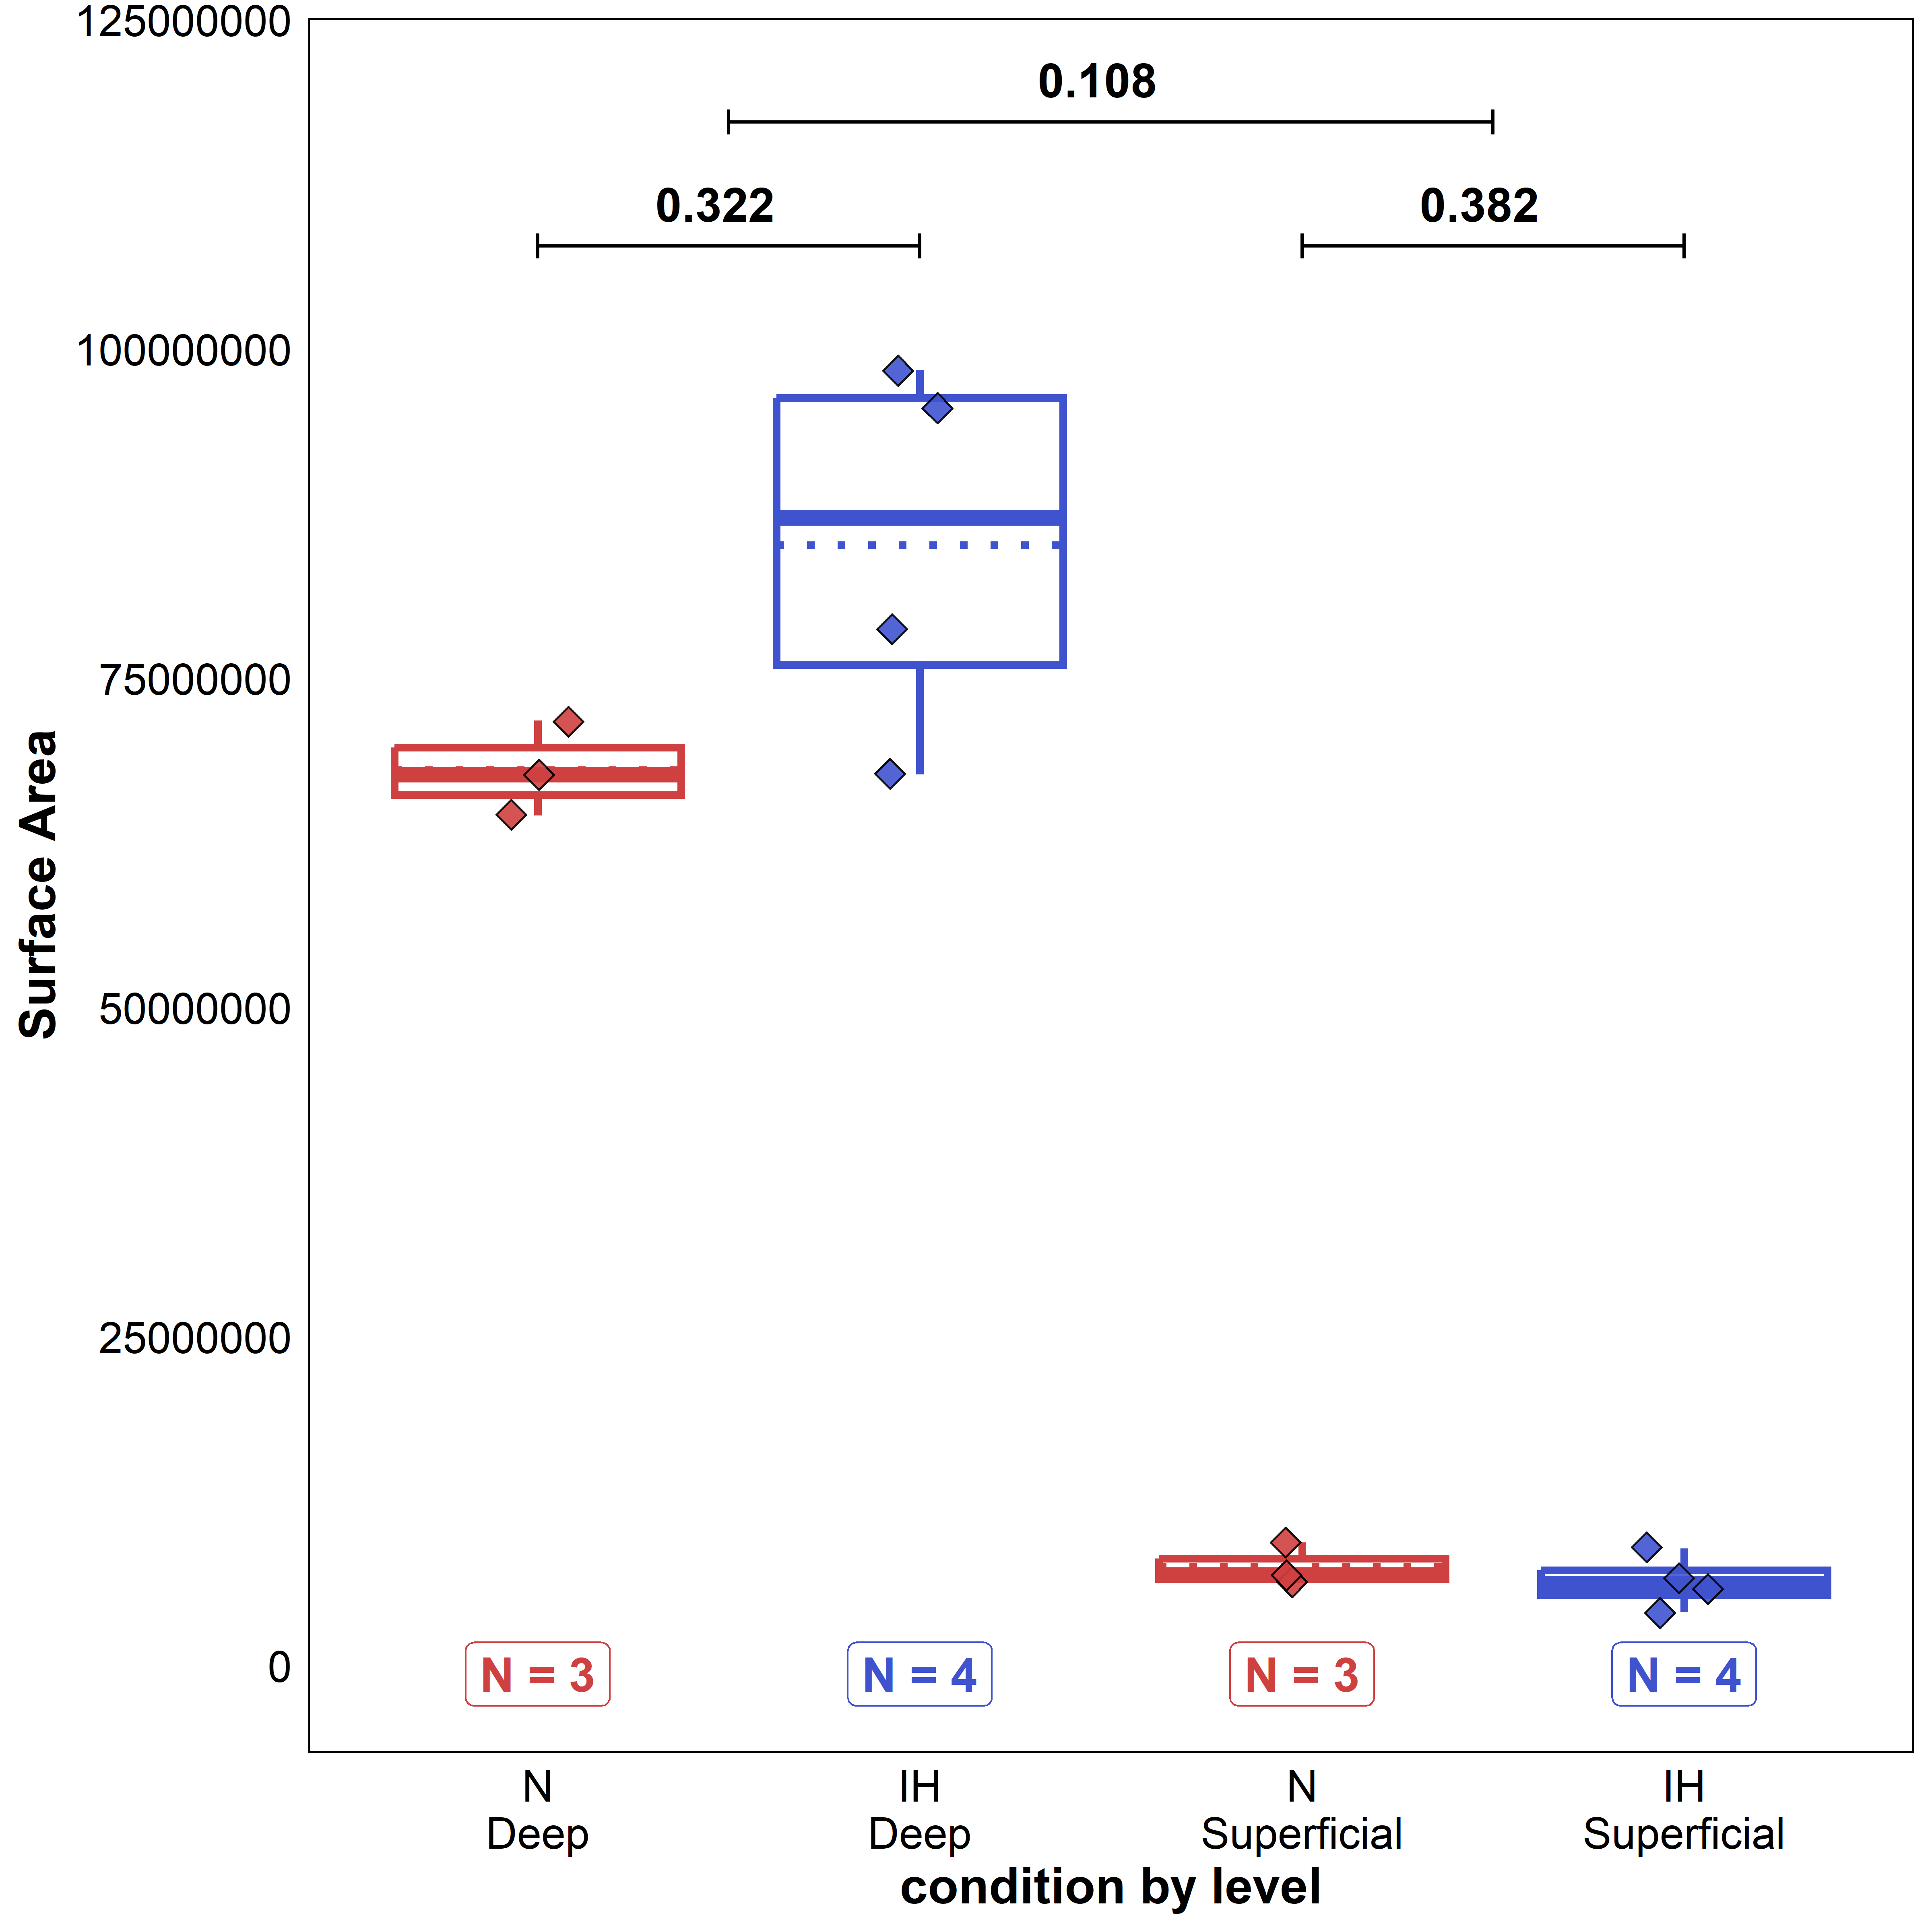 125000000
0.108
0.322
0.382
100000000
75000000
Surface Area
50000000
25000000
0
N = 3
N = 4
N = 3
N = 4
N
Deep
IH
Deep
N
Superficial
IH
Superficial
condition by level